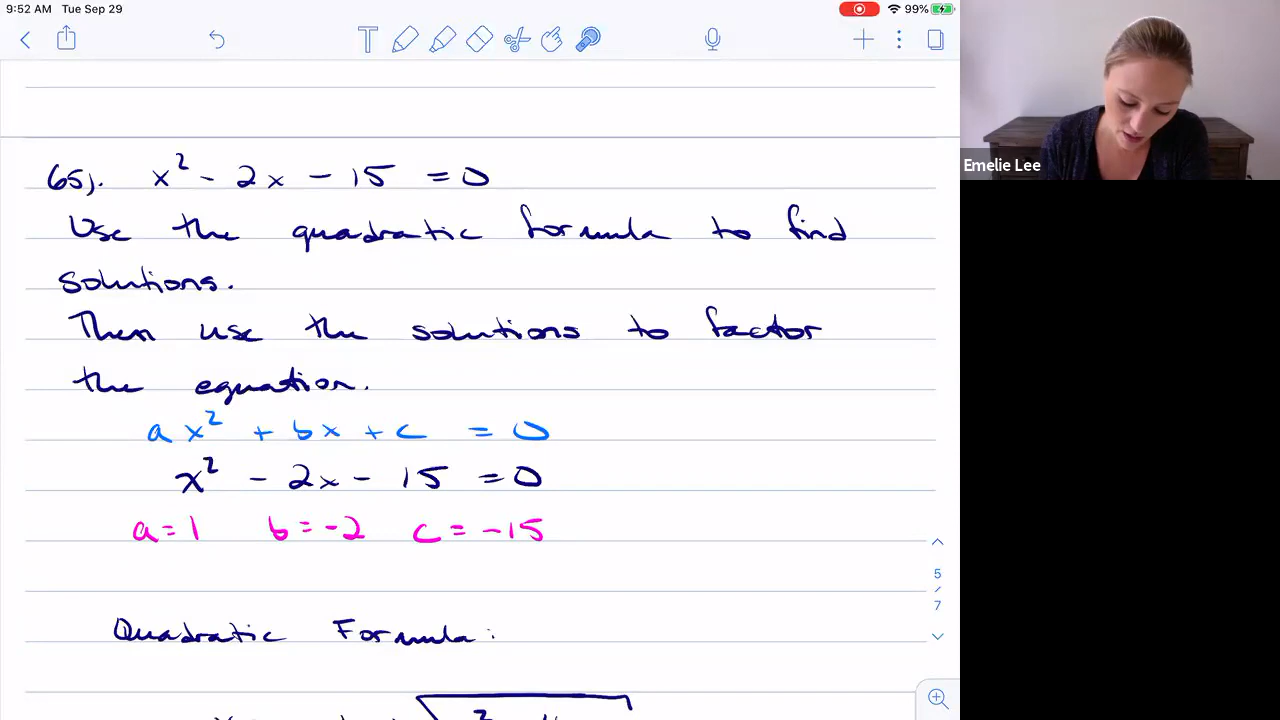 9:52 AM Tue Sep 29
99%
65). x² - 2x - 15 = 0
Use the quadratic formula to find
solutions.
Then use the solutions to factor
the equation.
ax² + bx + c = 0
x² - 2x - 15 = 0
a = 1 b = -2 c = -15
Quadratic Formula:
5
/
7
Emelie Lee